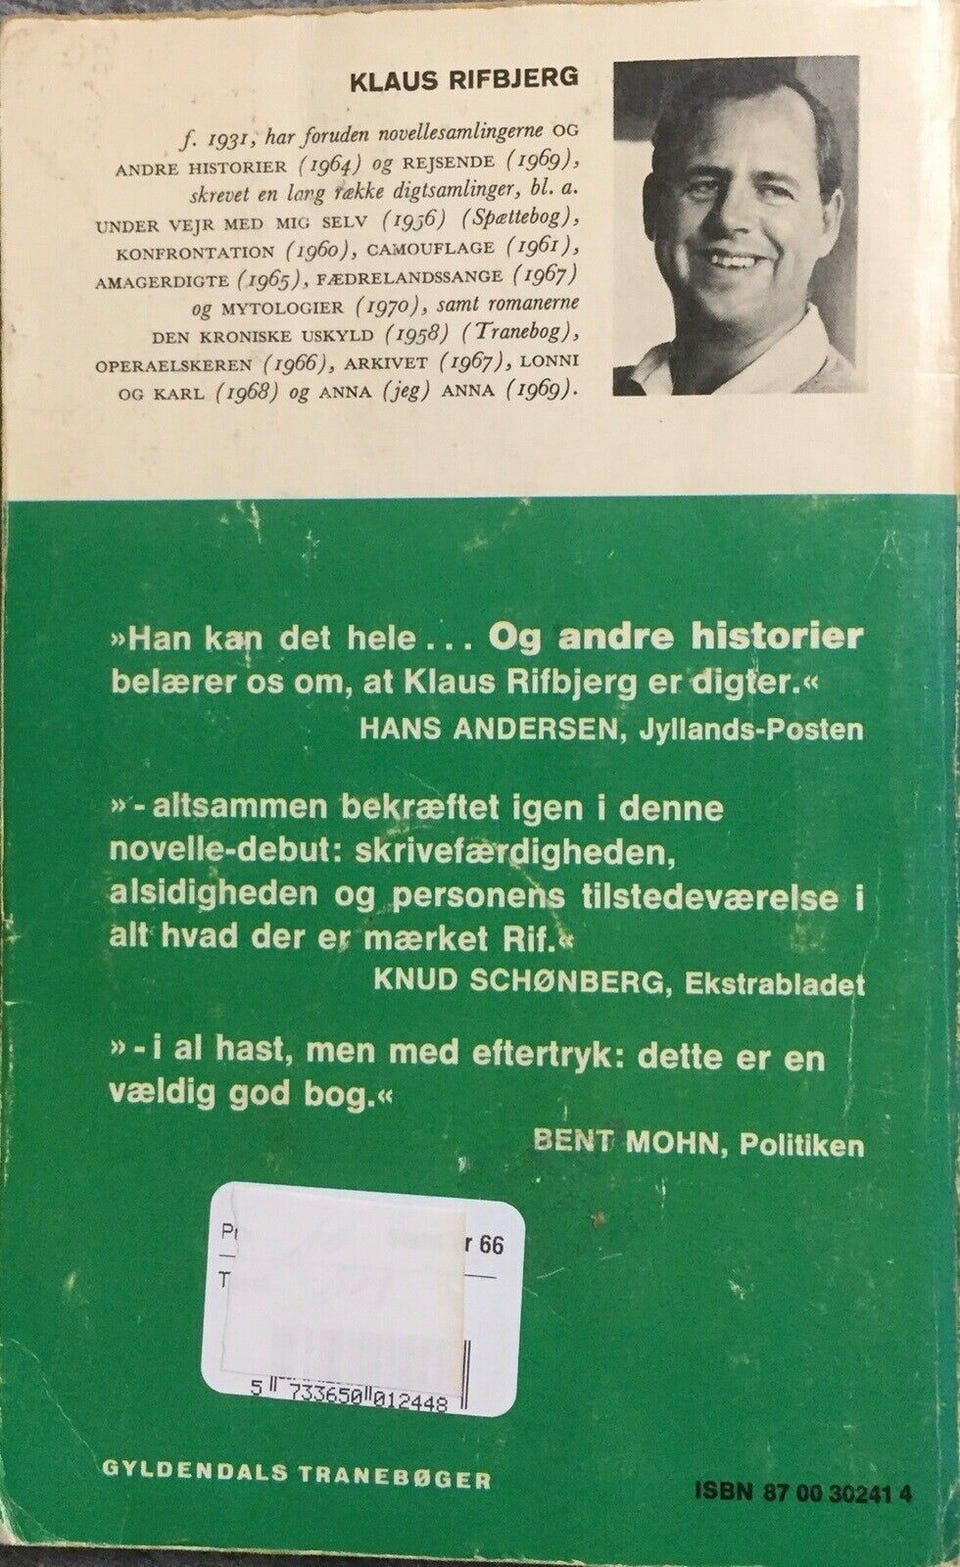 KLAUS RIFBJERG
f. 1931, har foruden novellesamlingerne OG
ANDRE HISTORIER (1964) og REJSENDE (1969),
skrevet en lang række digtsamlinger, bl. a.
UNDER VEJR MED MIG SELV (1956) (Spættebog),
KONFRONTATION (1960), CAMOUFLAGE (1961),
AMAGERDIGTE (1965), FÆDRELANDSSANGE (1967)
og MYTOLOGIER (1970), samt romanerne
DEN KRONISKE USKYLD (1958) (Tranebog),
OPERAELSKEREN (1966), ARKIVET (1967), LONNI
OG KARL (1968) og ANNA (jeg) ANNA (1969).
»Han kan det hele ... Og andre historier
belærer os om, at Klaus Rifbjerg er digter.«
HANS ANDERSEN, Jyllands-Posten
»-altsammen bekræftet igen i denne
novelle-debut: skrivefærdigheden,
alsidigheden og personens tilstedeværelse i
alt hvad der er mærket Rif.«
KNUD SCHØNBERG, Ekstrabladet
»-i al hast, men med eftertryk: dette er en
vældig god bog.«
BENT MOHN, Politiken
66
5 733650 012448
GYLDENDALS TRANEBØGER
ISBN 87 00 30241 4